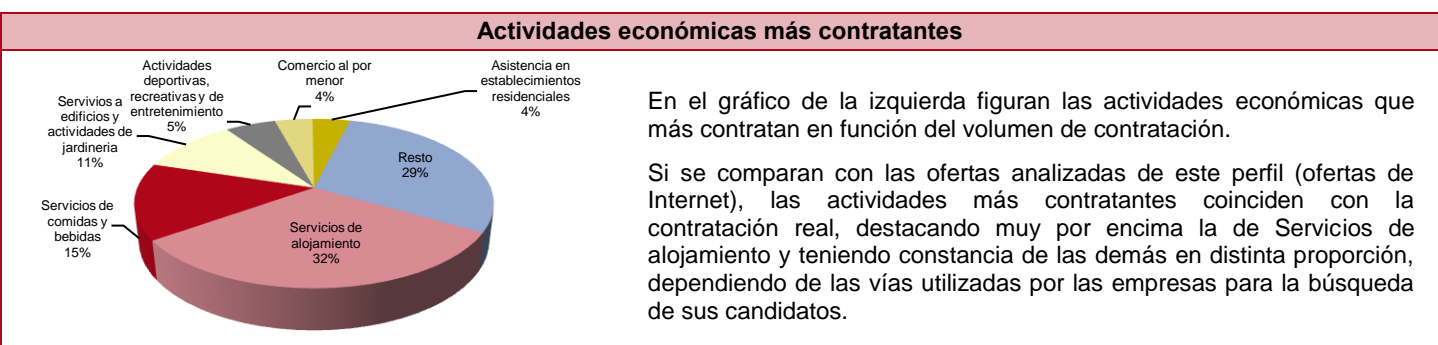 Actividades económicas más contratantes
Actividades
deportivas,
recreativas y de
entretenimiento
5%
Comercio al por
menor
4%
Asistencia en
establecimientos
residenciales
4%
Servivios a
edificios y
actividades de
jardineria
11%
Resto
29%
Servicios de
comidas y
bebidas
15%
Servicios de
alojamiento
32%
En el gráfico de la izquierda figuran las actividades económicas que
más contratan en función del volumen de contratación.
Si se comparan con las ofertas analizadas de este perfil (ofertas de
Internet), las actividades más contratantes coinciden con la
contratación real, destacando muy por encima la de Servicios de
alojamiento y teniendo constancia de las demás en distinta proporción,
dependiendo de las vías utilizadas por las empresas para la búsqueda
de sus candidatos.